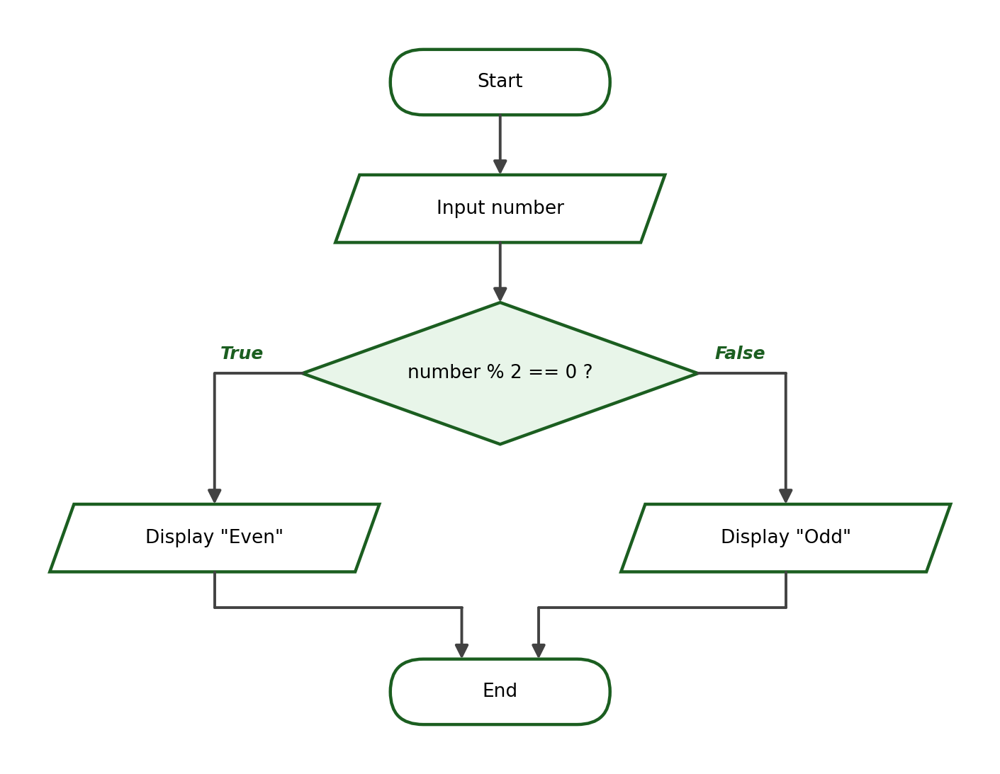 Start
Input number
True
False
number % 2 == 0 ?
Display "Even"
Display "Odd"
End